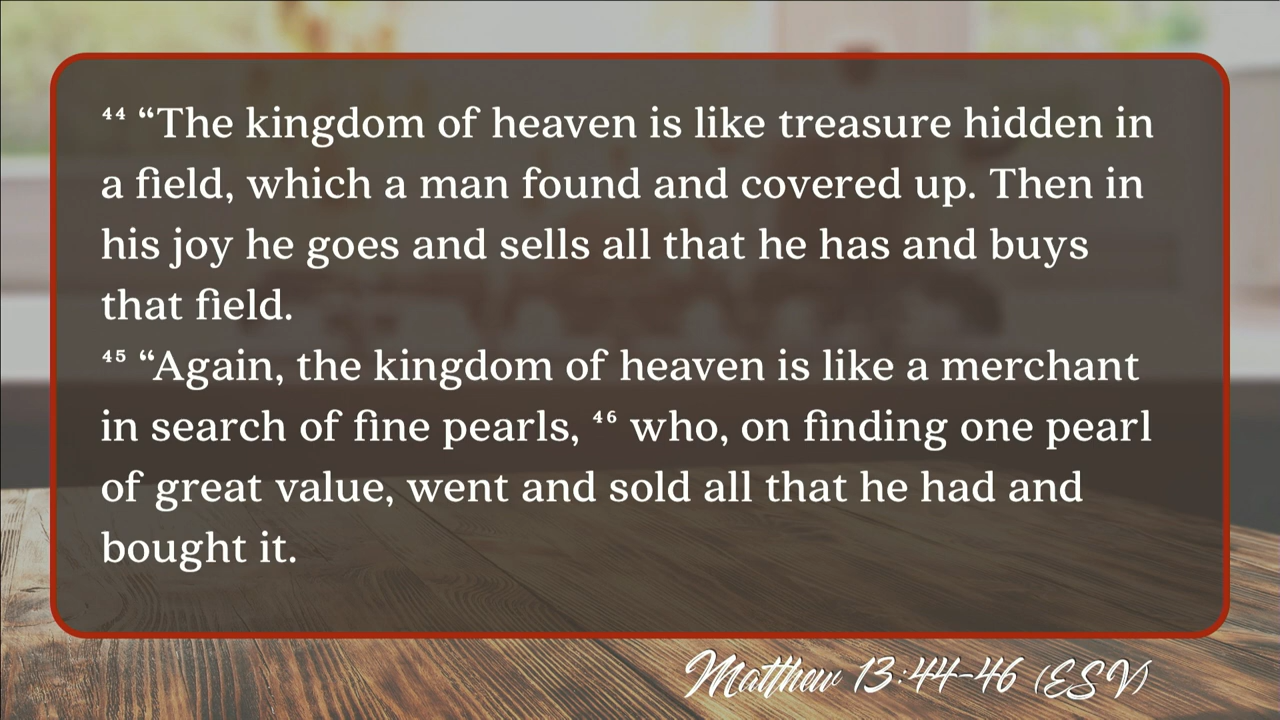 ⁴⁴ “The kingdom of heaven is like treasure hidden in
a field, which a man found and covered up. Then in
his joy he goes and sells all that he has and buys
that field.
⁴⁵ “Again, the kingdom of heaven is like a merchant
in search of fine pearls, ⁴⁶ who, on finding one pearl
of great value, went and sold all that he had and
bought it.
Matthew 13:44-46 (ESV)